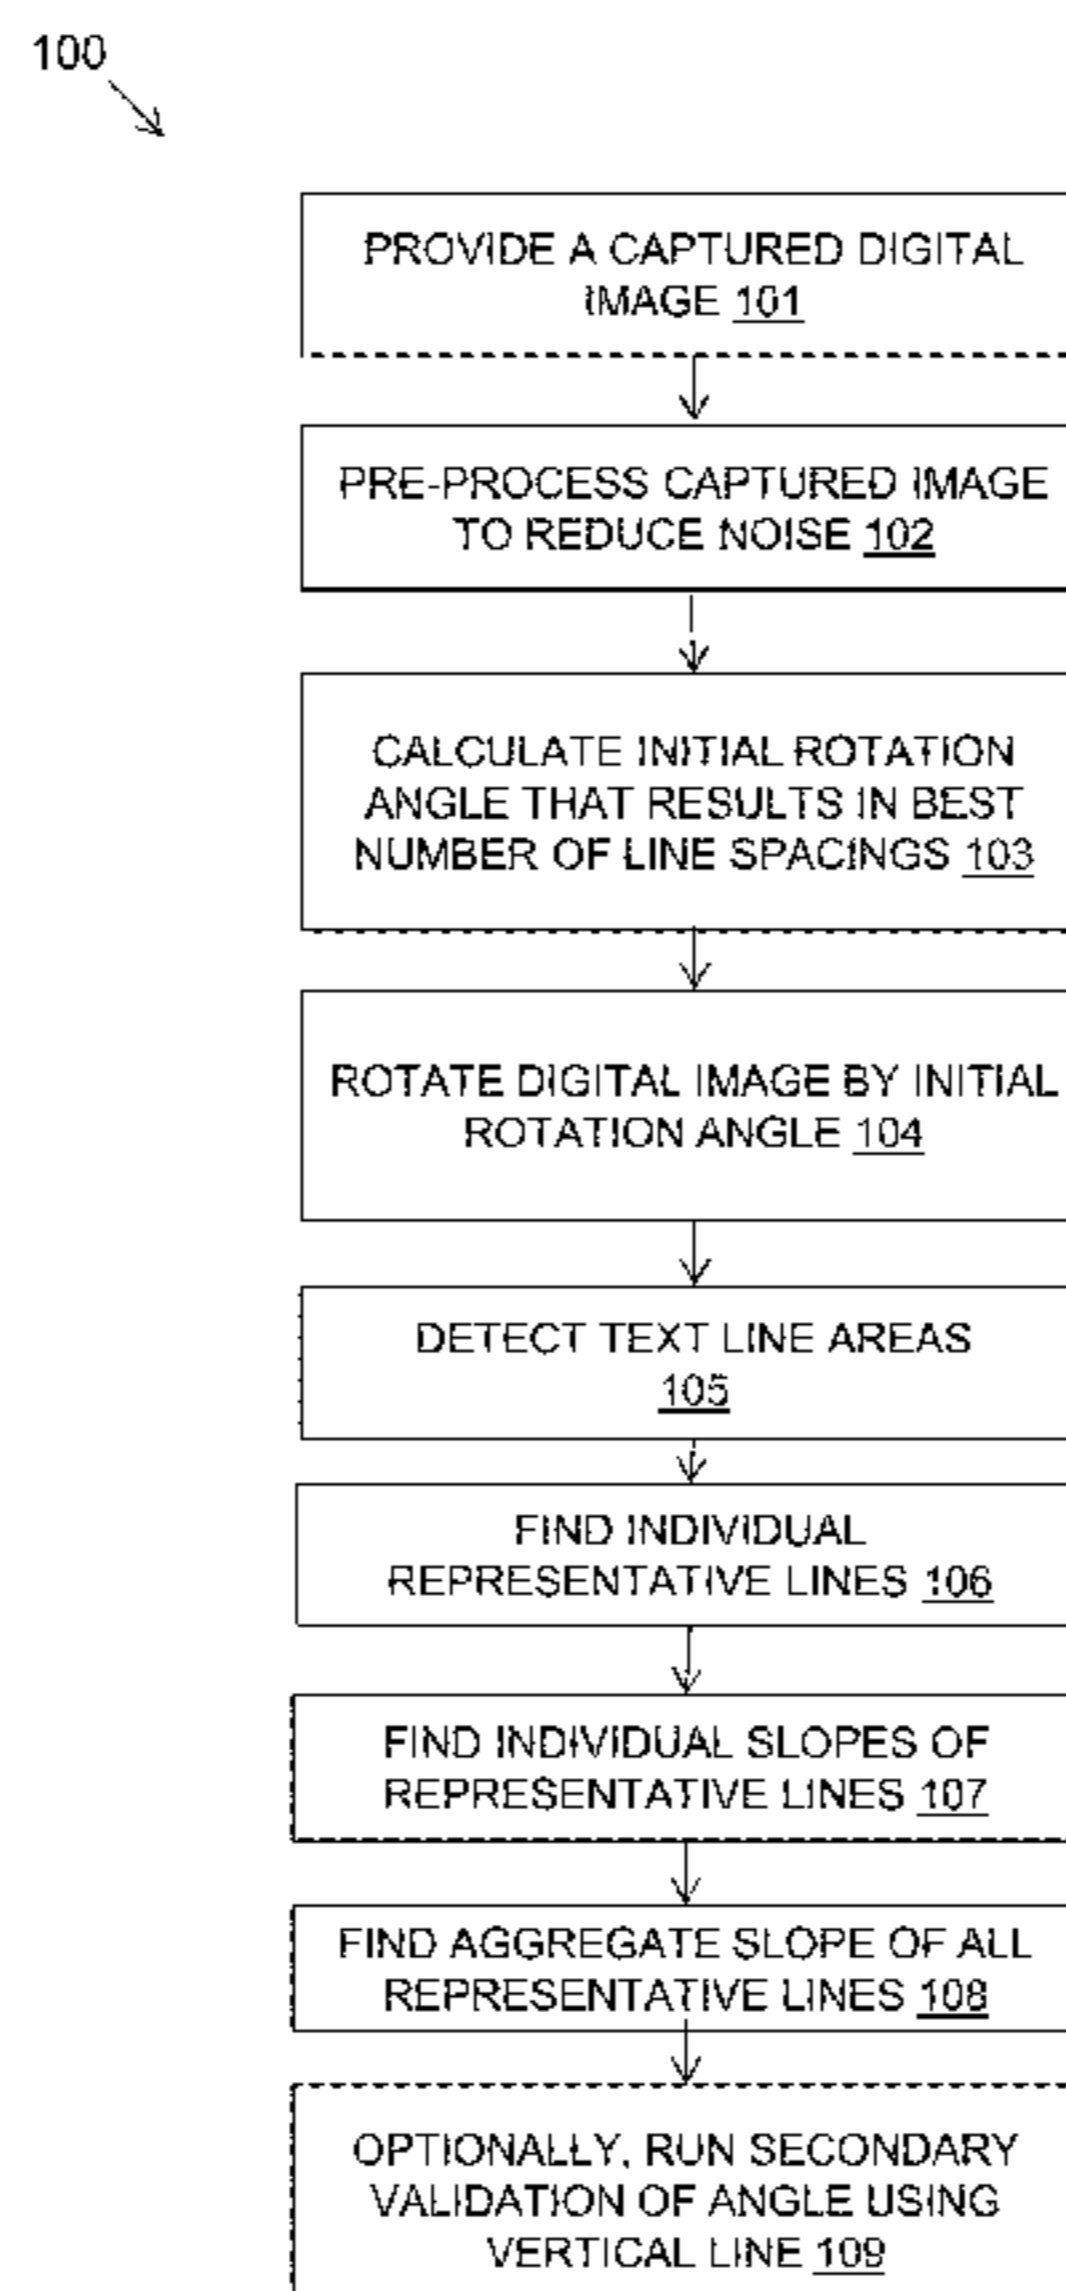 100
PROVIDE A CAPTURED DIGITAL
IMAGE 101
PRE-PROCESS CAPTURED IMAGE
TO REDUCE NOISE 102
CALCULATE INITIAL ROTATION
ANGLE THAT RESULTS IN BEST
NUMBER OF LINE SPACINGS 103
ROTATE DIGITAL IMAGE BY INITIAL
ROTATION ANGLE 104
DETECT TEXT LINE AREAS
105
FIND INDIVIDUAL
REPRESENTATIVE LINES 106
FIND INDIVIDUAL SLOPES OF
REPRESENTATIVE LINES 107
FIND AGGREGATE SLOPE OF ALL
REPRESENTATIVE LINES 108
OPTIONALLY, RUN SECONDARY
VALIDATION OF ANGLE USING
VERTICAL LINE 109